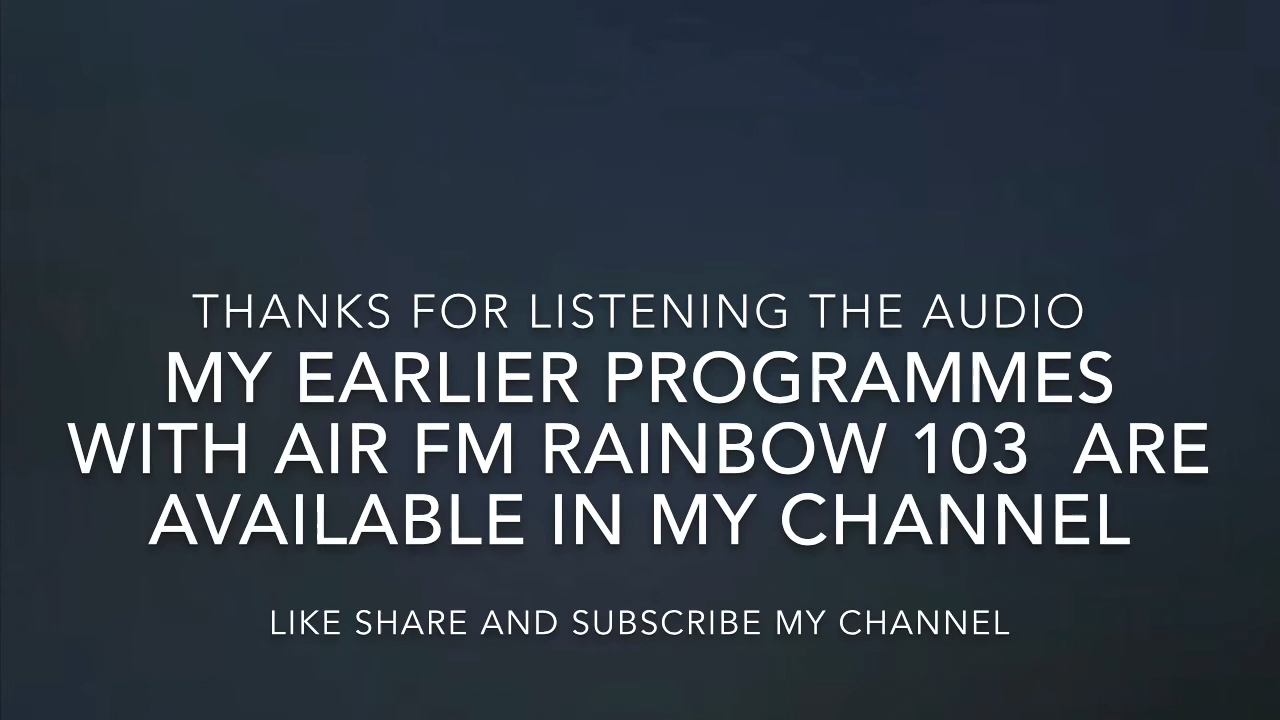 THANKS FOR LISTENING THE AUDIO
MY EARLIER PROGRAMMES
WITH AIR FM RAINBOW 103  ARE
AVAILABLE IN MY CHANNEL
LIKE SHARE AND SUBSCRIBE MY CHANNEL